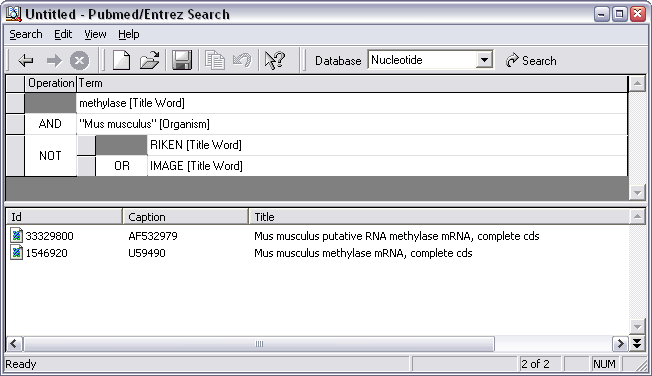 Untitled - Pubmed/Entrez Search
Search Edit View Help
Database Nucleotide Search
Operation Term
methylase [Title Word]
AND "Mus musculus" [Organism]
NOT RIKEN [Title Word]
OR IMAGE [Title Word]
Id Caption Title
33329800 AF532979 Mus musculus putative RNA methylase mRNA, complete cds
1546920 U59490 Mus musculus methylase mRNA, complete cds
Ready 2 of 2 NUM